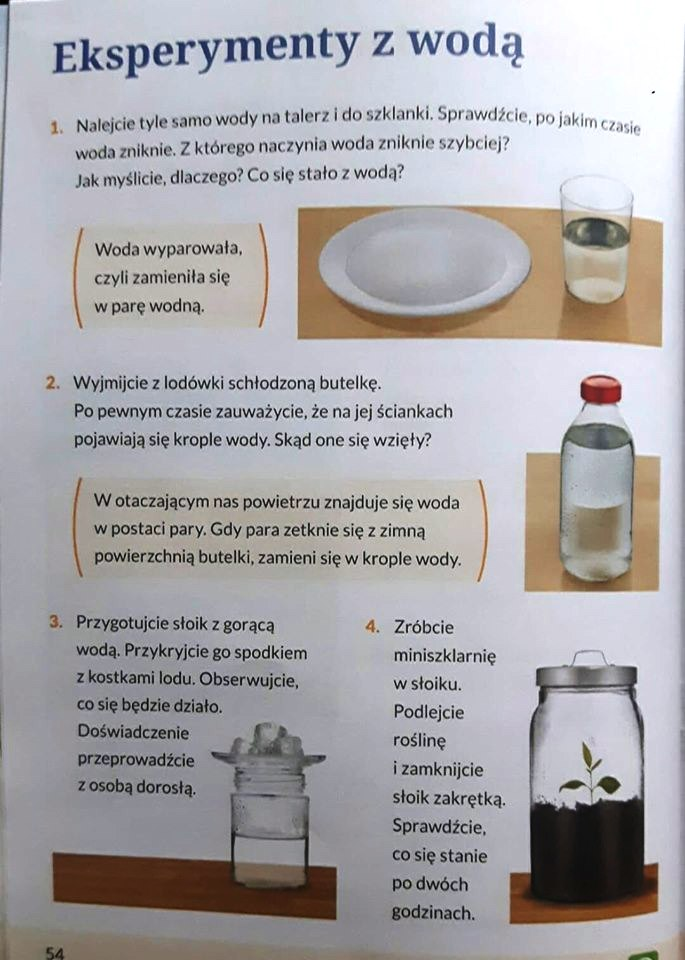 Eksperymenty z wodą
1. Nalejcie tyle samo wody na talerz i do szklanki. Sprawdźcie, po jakim czasie
woda zniknie. Z którego naczynia woda zniknie szybciej?
Jak myślicie, dlaczego? Co się stało z wodą?
Woda wyparowała,
czyli zamieniła się
w parę wodną.
2. Wyjmijcie z lodówki schłodzoną butelkę.
Po pewnym czasie zauważycie, że na jej ściankach
pojawiają się krople wody. Skąd one się wzięły?
W otaczającym nas powietrzu znajduje się woda
w postaci pary. Gdy para zetknie się z zimną
powierzchnią butelki, zamieni się w krople wody.
3. Przygotujcie słoik z gorącą
wodą. Przykryjcie go spodkiem
z kostkami lodu. Obserwujcie,
co się będzie działo.
Doświadczenie
przeprowadźcie
z osobą dorosłą.
4. Zróbcie
miniszklarnię
w słoiku.
Podlejcie
roślinę
i zamknijcie
słoik zakrętką.
Sprawdźcie,
co się stanie
po dwóch
godzinach.
54